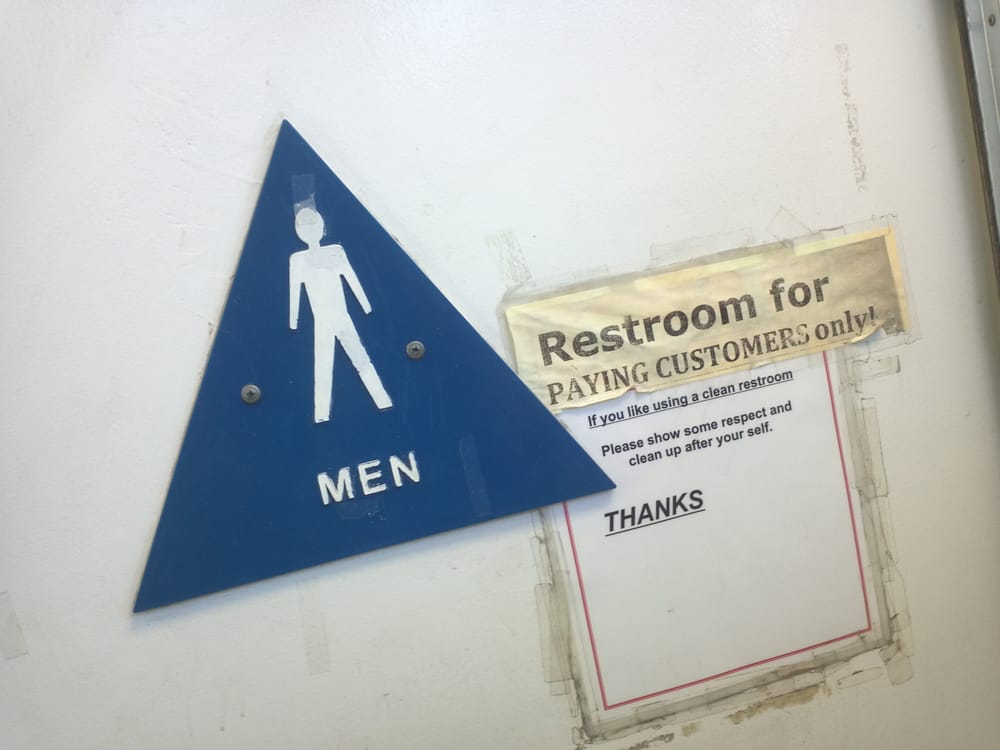 MEN
Restroom for
PAYING CUSTOMERS only!
If you like using a clean restroom
Please show some respect and
clean up after your self.
THANKS